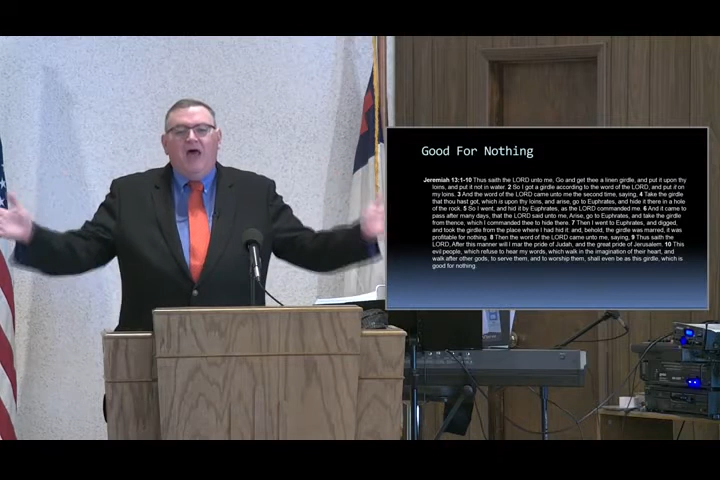 Good For Nothing
Jeremiah 13:1-10 Thus saith the LORD unto me, Go and get thee a linen girdle, and put it upon thy
loins, and put it not in water. 2 So I got a girdle according to the word of the LORD, and put it on
my loins. 3 And the word of the LORD came unto me the second time, saying, 4 Take the girdle
that thou hast got, which is upon thy loins, and arise, go to Euphrates, and hide it there in a hole
of the rock. 5 So I went, and hid it by Euphrates, as the LORD commanded me. 6 And it came to
pass after many days, that the LORD said unto me, Arise, go to Euphrates, and take the girdle
from thence, which I commanded thee to hide there. 7 Then I went to Euphrates, and digged,
and took the girdle from the place where I had hid it: and, behold, the girdle was marred, it was
profitable for nothing. 8 Then the word of the LORD came unto me, saying, 9 Thus saith the
LORD, After this manner will I mar the pride of Judah, and the great pride of Jerusalem. 10 This
evil people, which refuse to hear my words, which walk in the imagination of their heart, and
walk after other gods, to serve them, and to worship them, shall even be as this girdle, which is
good for nothing.